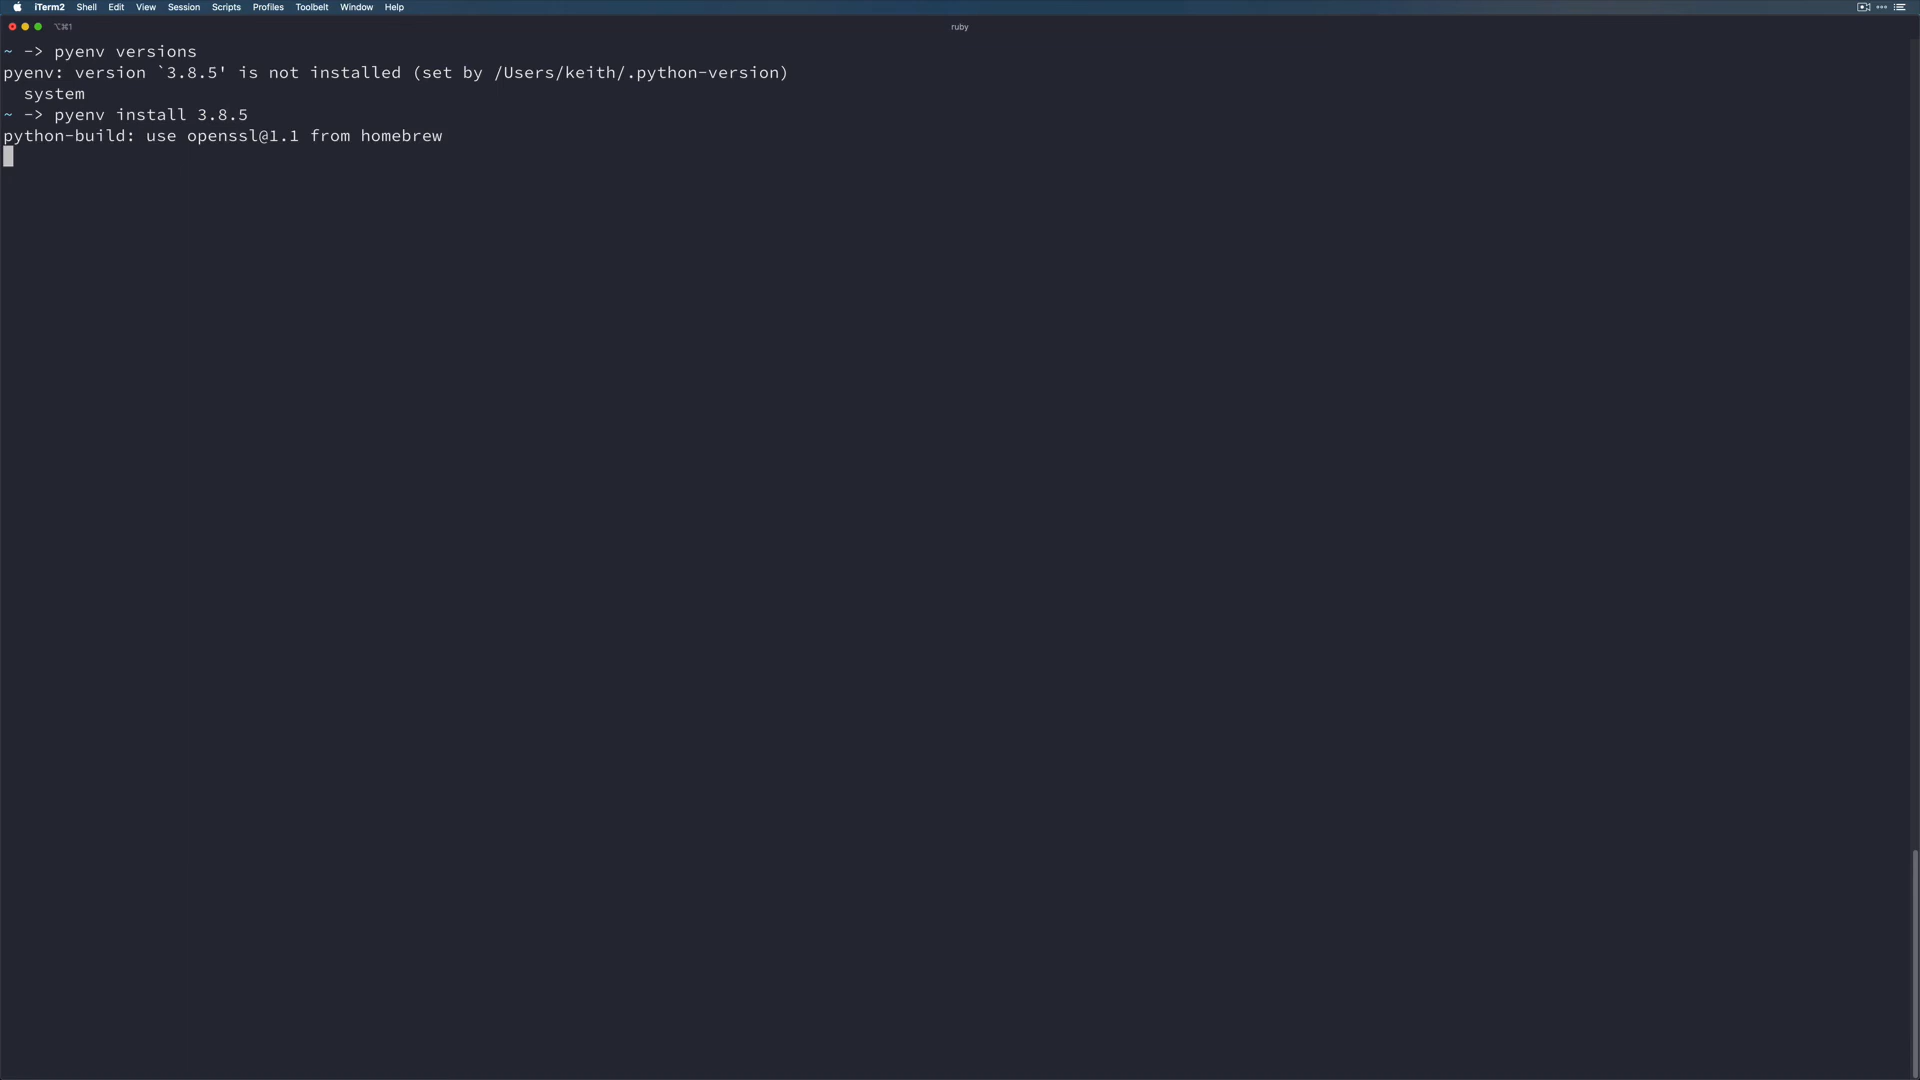 iTerm2 Shell Edit View Session Scripts Profiles Toolbelt Window Help
⌥⌘1 ruby
~ -> pyenv versions
pyenv: version `3.8.5' is not installed (set by /Users/keith/.python-version)
system
~ -> pyenv install 3.8.5
python-build: use openssl@1.1 from homebrew